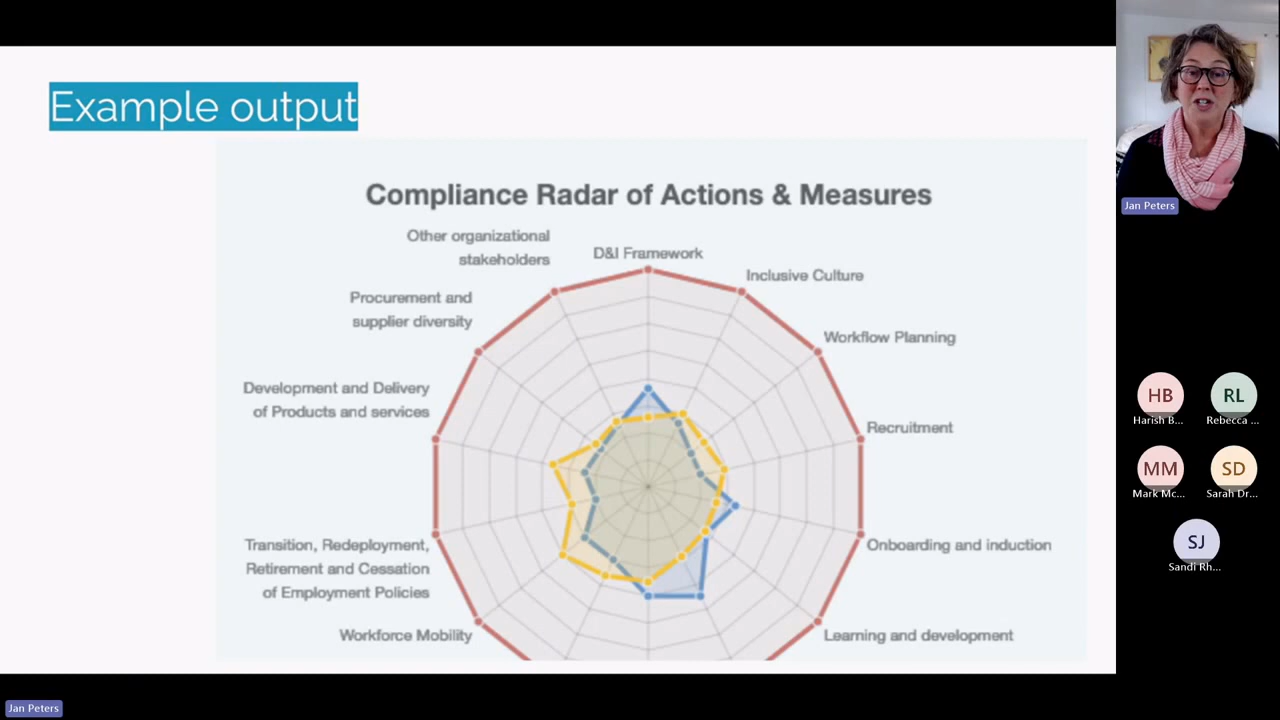 Example output
Compliance Radar of Actions & Measures
Other organizational
stakeholders
D&I Framework
Inclusive Culture
Procurement and
supplier diversity
Workflow Planning
Development and Delivery
of Products and services
Recruitment
Transition, Redeployment,
Retirement and Cessation
of Employment Policies
Onboarding and induction
Workforce Mobility
Learning and development
Jan Peters
HB
Harish B...
RL
Rebecca ...
MM
Mark Mc...
SD
Sarah Dr...
SJ
Sandi Rh...
Jan Peters